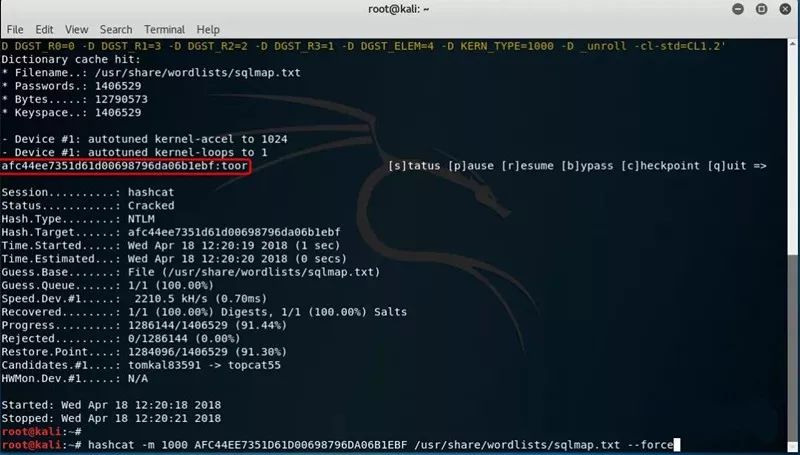 root@kali: ~
File Edit View Search Terminal Help
D DGST_R0=0 -D DGST_R1=3 -D DGST_R2=2 -D DGST_R3=1 -D DGST_ELEM=4 -D KERN_TYPE=1000 -D _unroll -cl-std=CL1.2'
Dictionary cache hit:
* Filename..: /usr/share/wordlists/sqlmap.txt
* Passwords.: 1406529
* Bytes.....: 12790573
* Keyspace..: 1406529
- Device #1: autotuned kernel-accel to 1024
- Device #1: autotuned kernel-loops to 1
afc44ee7351d61d00698796da06b1ebf:toor [s]tatus [p]ause [r]esume [b]ypass [c]heckpoint [q]uit =>
Session..........: hashcat
Status...........: Cracked
Hash.Type........: NTLM
Hash.Target......: afc44ee7351d61d00698796da06b1ebf
Time.Started.....: Wed Apr 18 12:20:19 2018 (1 sec)
Time.Estimated...: Wed Apr 18 12:20:20 2018 (0 secs)
Guess.Base.......: File (/usr/share/wordlists/sqlmap.txt)
Guess.Queue......: 1/1 (100.00%)
Speed.Dev.#1.....: 2210.5 kH/s (0.70ms)
Recovered........: 1/1 (100.00%) Digests, 1/1 (100.00%) Salts
Progress.........: 1286144/1406529 (91.44%)
Rejected.........: 0/1286144 (0.00%)
Restore.Point....: 1284096/1406529 (91.30%)
Candidates.#1....: tomkal83591 -> topcat55
HWMon.Dev.#1.....: N/A
Started: Wed Apr 18 12:20:18 2018
Stopped: Wed Apr 18 12:20:21 2018
root@kali:~#
root@kali:~# hashcat -m 1000 AFC44EE7351D61D00698796DA06B1EBF /usr/share/wordlists/sqlmap.txt --force